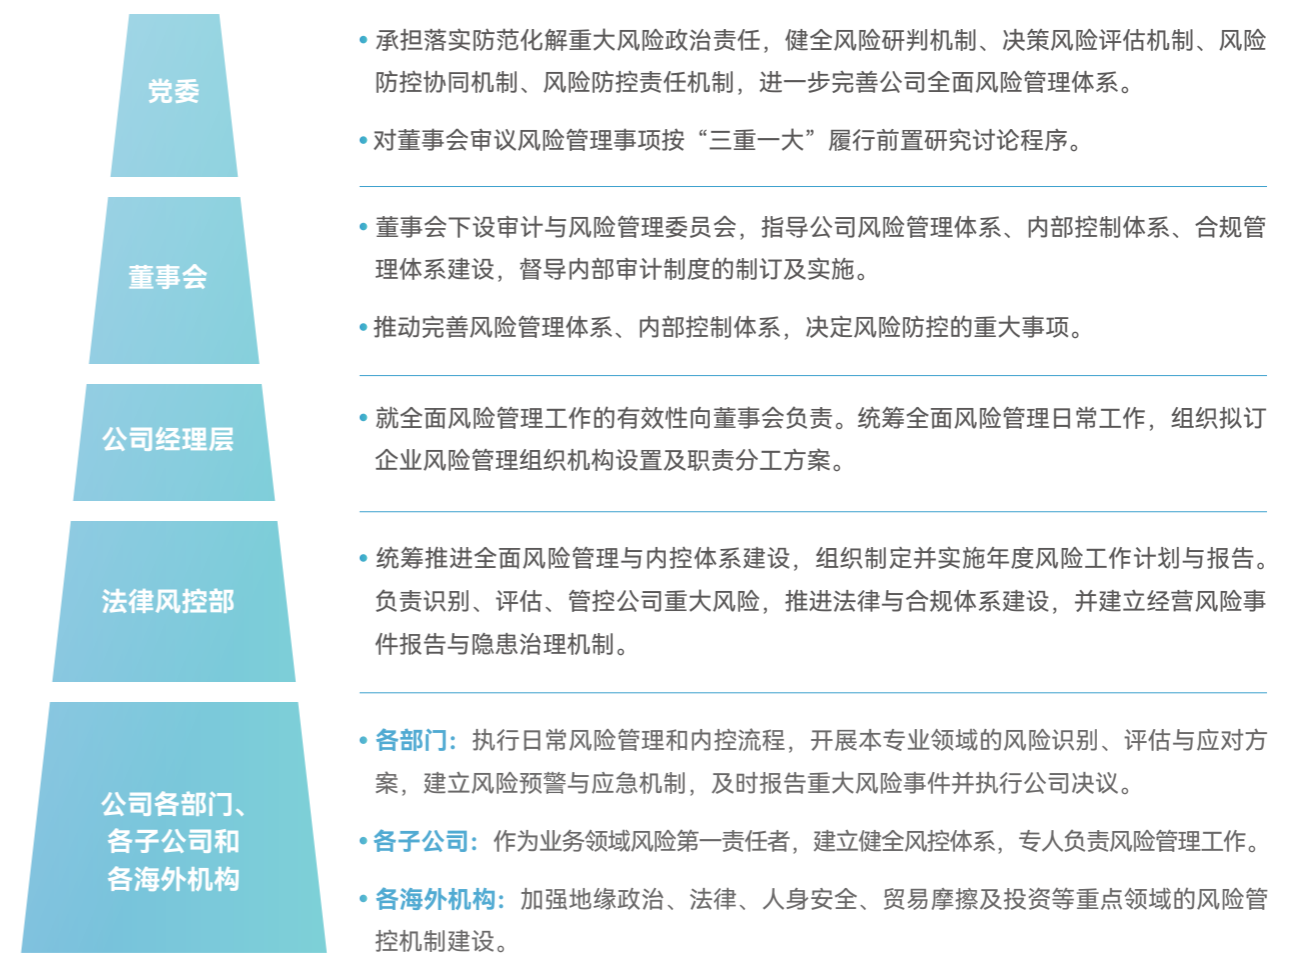 党委
• 承担落实防范化解重大风险政治责任，健全风险研判机制、决策风险评估机制、风险
防控协同机制、风险防控责任机制，进一步完善公司全面风险管理体系。
• 对董事会审议风险管理事项按“三重一大”履行前置研究讨论程序。
董事会
• 董事会下设审计与风险管理委员会，指导公司风险管理体系、内部控制体系、合规管
理体系建设，督导内部审计制度的制订及实施。
• 推动完善风险管理体系、内部控制体系，决定风险防控的重大事项。
公司经理层
• 就全面风险管理工作的有效性向董事会负责。统筹全面风险管理日常工作，组织拟订
企业风险管理组织机构设置及职责分工方案。
法律风控部
• 统筹推进全面风险管理与内控体系建设，组织制定并实施年度风险工作计划与报告。
负责识别、评估、管控公司重大风险，推进法律与合规体系建设，并建立经营风险事
件报告与隐患治理机制。
公司各部门、
各子公司和
各海外机构
• 各部门：执行日常风险管理和内控流程，开展本专业领域的风险识别、评估与应对方
案，建立风险预警与应急机制，及时报告重大风险事件并执行公司决议。
• 各子公司：作为业务领域风险第一责任者，建立健全风控体系，专人负责风险管理工作。
• 各海外机构：加强地缘政治、法律、人身安全、贸易摩擦及投资等重点领域的风险管
控机制建设。